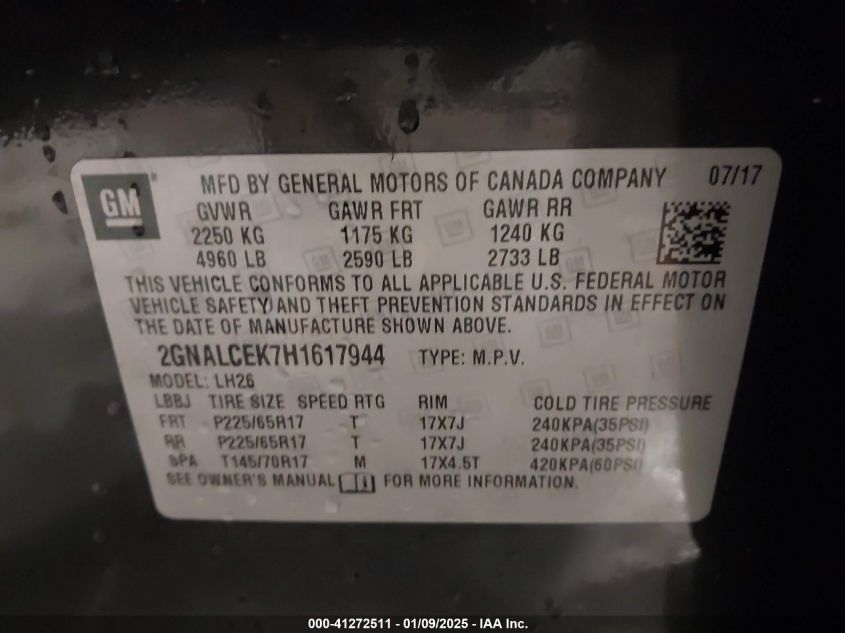 GM
MFD BY GENERAL MOTORS OF CANADA COMPANY 07/17
GVWR GAWR FRT GAWR RR
2250 KG 1175 KG 1240 KG
4960 LB 2590 LB 2733 LB
THIS VEHICLE CONFORMS TO ALL APPLICABLE U.S. FEDERAL MOTOR
VEHICLE SAFETY AND THEFT PREVENTION STANDARDS IN EFFECT ON
THE DATE OF MANUFACTURE SHOWN ABOVE.
2GNALCEK7H1617944 TYPE: M.P.V.
MODEL: LH26
LBBJ TIRE SIZE SPEED RTG RIM COLD TIRE PRESSURE
FRT P225/65R17 T 17X7J 240KPA(35PSI)
RR P225/65R17 T 17X7J 240KPA(35PSI)
SPA T145/70R17 M 17X4.5T 420KPA(60PSI)
SEE OWNER'S MANUAL FOR MORE INFORMATION.
000-41272511 - 01/09/2025 - IAA Inc.